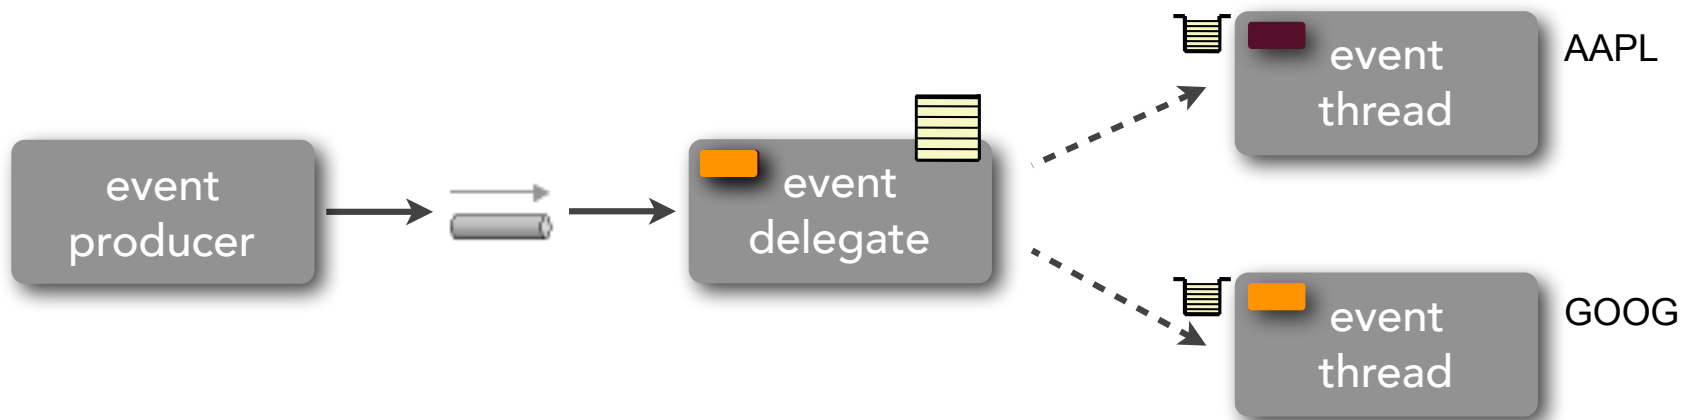 event
producer
event
delegate
event
thread
AAPL
event
thread
GOOG